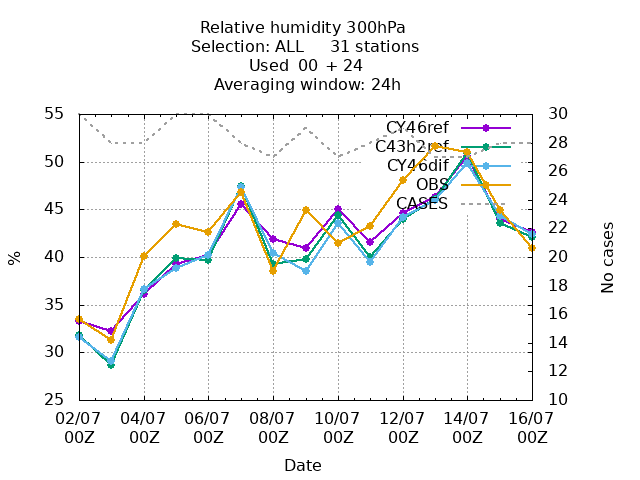 Relative humidity 300hPa
Selection: ALL 31 stations
Used 00 + 24
Averaging window: 24h
CY46ref
C43h2ref
CY46dif
OBS
CASES
%
55
50
45
40
35
30
25
30
28
26
24
22
20
18
16
14
12
10
No cases
02/07 04/07 06/07 08/07 10/07 12/07 14/07 16/07
00Z 00Z 00Z 00Z 00Z 00Z 00Z 00Z
Date